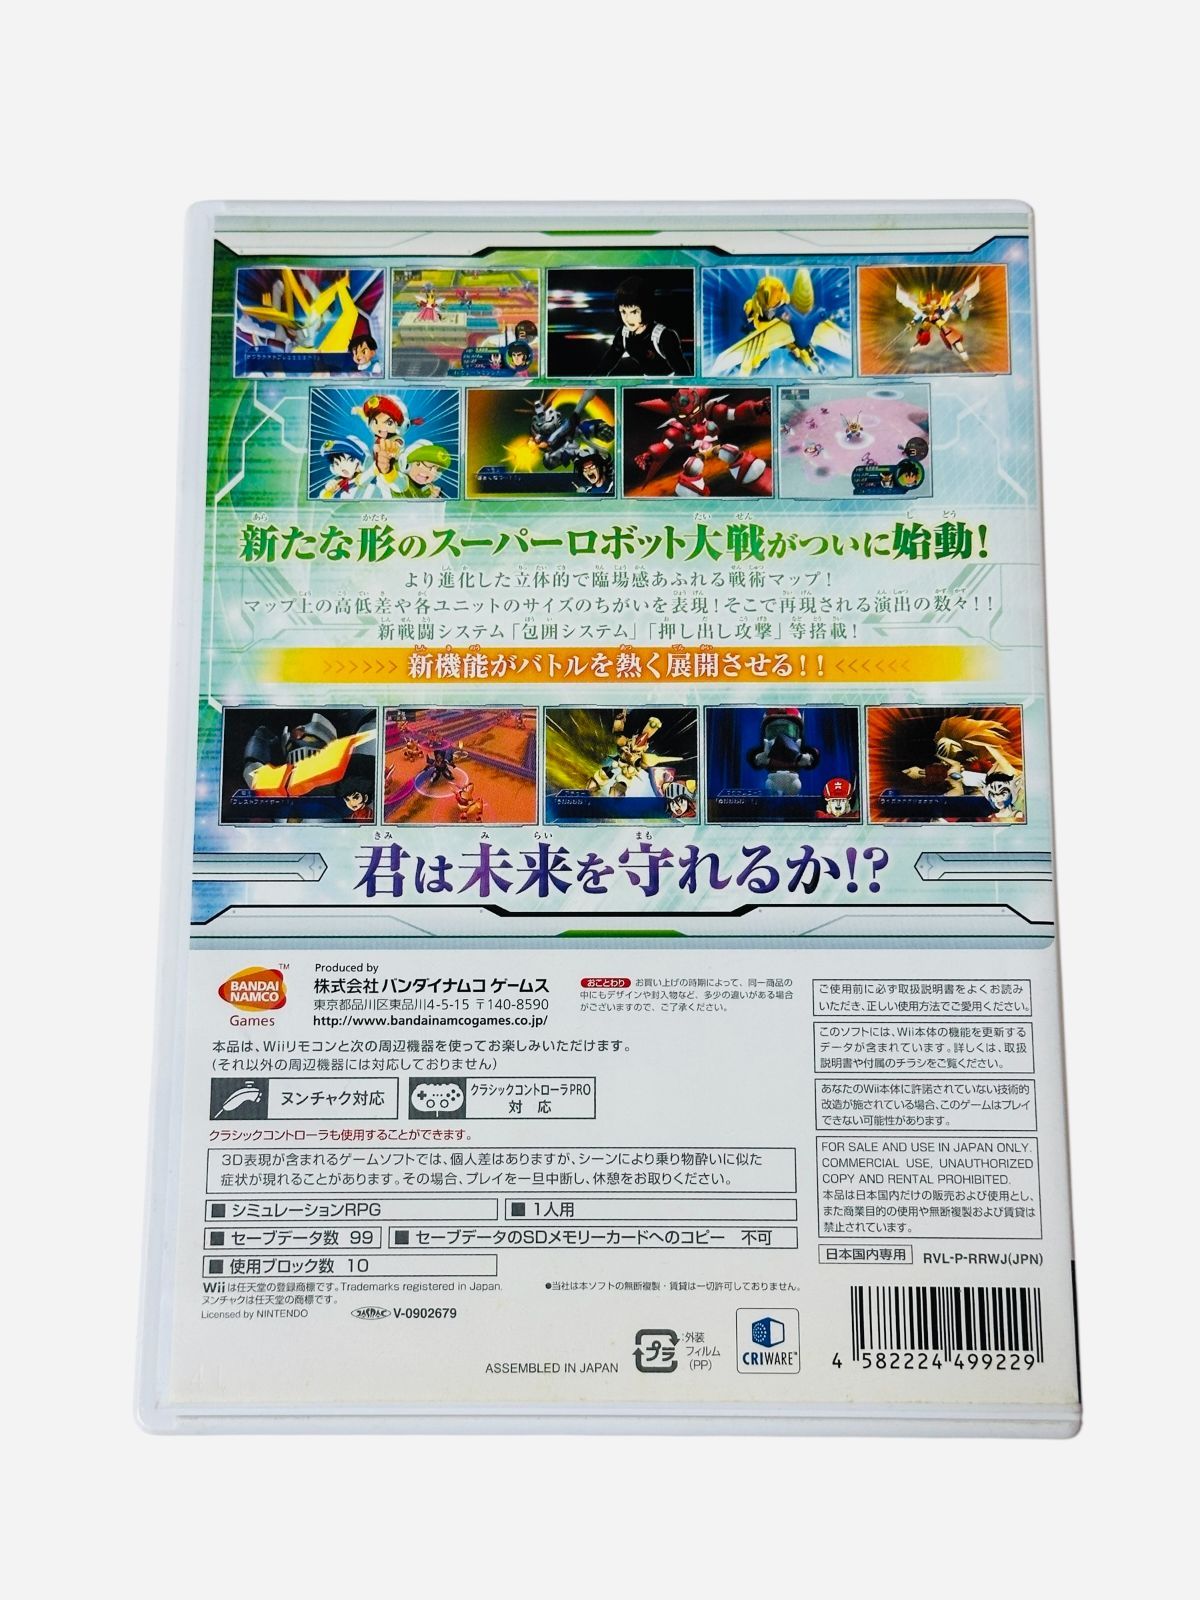 新たな形のスーパーロボット大戦がついに始動!
より進化した立体的で臨場感あふれる戦術マップ!
マップ上の高低差や各ユニットのサイズのちがいを表現!そこで再現される演出の数々!!
新戦闘システム「包囲システム」「押し出し攻撃」等搭載!
>>>>>> 新機能がバトルを熱く展開させる!! <<<<<<
君は未来を守れるか!?
BANDAI
NAMCO
Games
TM
Produced by
株式会社 バンダイナムコ ゲームス
東京都品川区東品川4-5-15 〒140-8590
http://www.bandainamcogames.co.jp/
おことわり お買い上げの時期によって、同一商品の
中にもデザインや封入物など、多少の違いがある場合
がございますので、ご了承ください。
ご使用前に必ず取扱説明書をよくお読み
いただき、正しい使用方法でご愛用ください。
このソフトには、Wii本体の機能を更新する
データが含まれています。詳しくは、取扱
説明書や付属のチラシをご覧ください。
あなたのWii本体に許諾されていない技術的
改造が施されている場合、このゲームはプレイ
できない可能性があります。
FOR SALE AND USE IN JAPAN ONLY.
COMMERCIAL USE, UNAUTHORIZED
COPY AND RENTAL PROHIBITED.
本品は日本国内だけの販売および使用とし、
また商業目的の使用や無断複製および賃貸は
禁止されています。
日本国内専用 RVL-P-RRWJ(JPN)
本品は、Wiiリモコンと次の周辺機器を使ってお楽しみいただけます。
(それ以外の周辺機器には対応しておりません)
ヌンチャク対応
クラシックコントローラPRO
対応
クラシックコントローラも使用することができます。
3D表現が含まれるゲームソフトでは、個人差はありますが、シーンにより乗り物酔いに似た
症状が現れることがあります。その場合、プレイを一旦中断し、休憩をお取りください。
■ シミュレーションRPG
■ 1人用
■ セーブデータ数 99
■ セーブデータのSDメモリーカードへのコピー 不可
■ 使用ブロック数 10
Wiiは任天堂の登録商標です。Trademarks registered in Japan.
ヌンチャクは任天堂の商標です。
Licensed by NINTENDO
●当社は本ソフトの無断複製・賃貸は一切許可しておりません。
JASRAC V-0902679
ASSEMBLED IN JAPAN
プラ
:外装
フィルム
(PP)
CRIWARE™
4 582224 499229